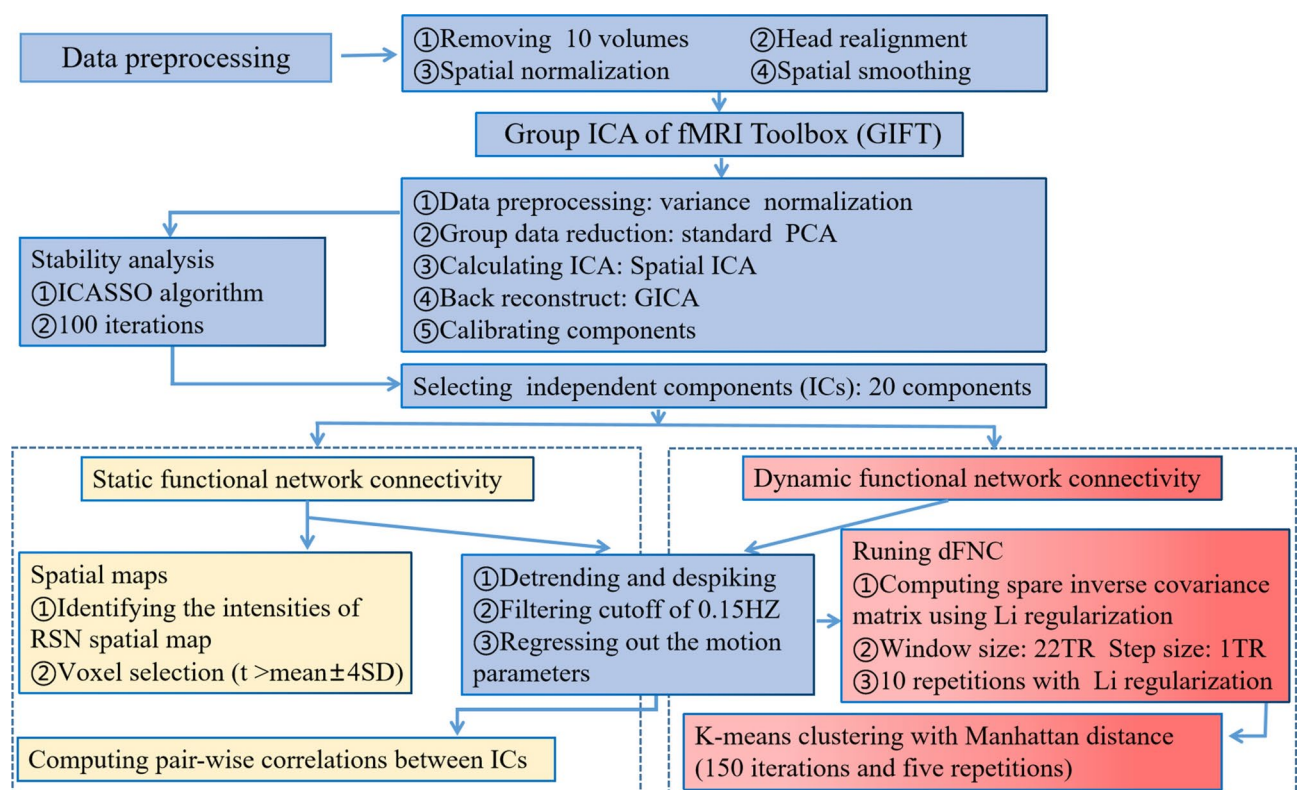 Data preprocessing
①Removing 10 volumes ②Head realignment
③Spatial normalization ④Spatial smoothing
Group ICA of fMRI Toolbox (GIFT)
①Data preprocessing: variance normalization
②Group data reduction: standard PCA
③Calculating ICA: Spatial ICA
④Back reconstruct: GICA
⑤Calibrating components
Stability analysis
①ICASSO algorithm
②100 iterations
Selecting independent components (ICs): 20 components
Static functional network connectivity
Dynamic functional network connectivity
Spatial maps
①Identifying the intensities of
RSN spatial map
②Voxel selection (t >mean±4SD)
①Detrending and despiking
②Filtering cutoff of 0.15HZ
③Regressing out the motion
parameters
Runing dFNC
①Computing spare inverse covariance
matrix using Li regularization
②Window size: 22TR Step size: 1TR
③10 repetitions with Li regularization
Computing pair-wise correlations between ICs
K-means clustering with Manhattan distance
(150 iterations and five repetitions)